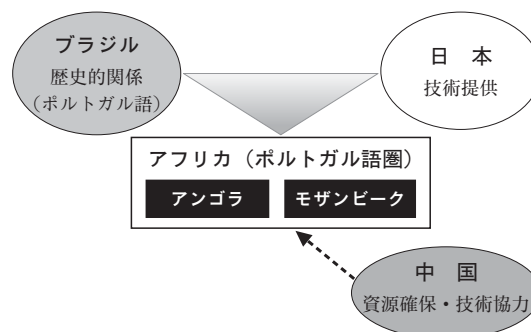 ブラジル
歴史的関係
(ポルトガル語)
日 本
技術提供
アフリカ(ポルトガル語圏)
アンゴラ
モザンビーク
中 国
資源確保・技術協力